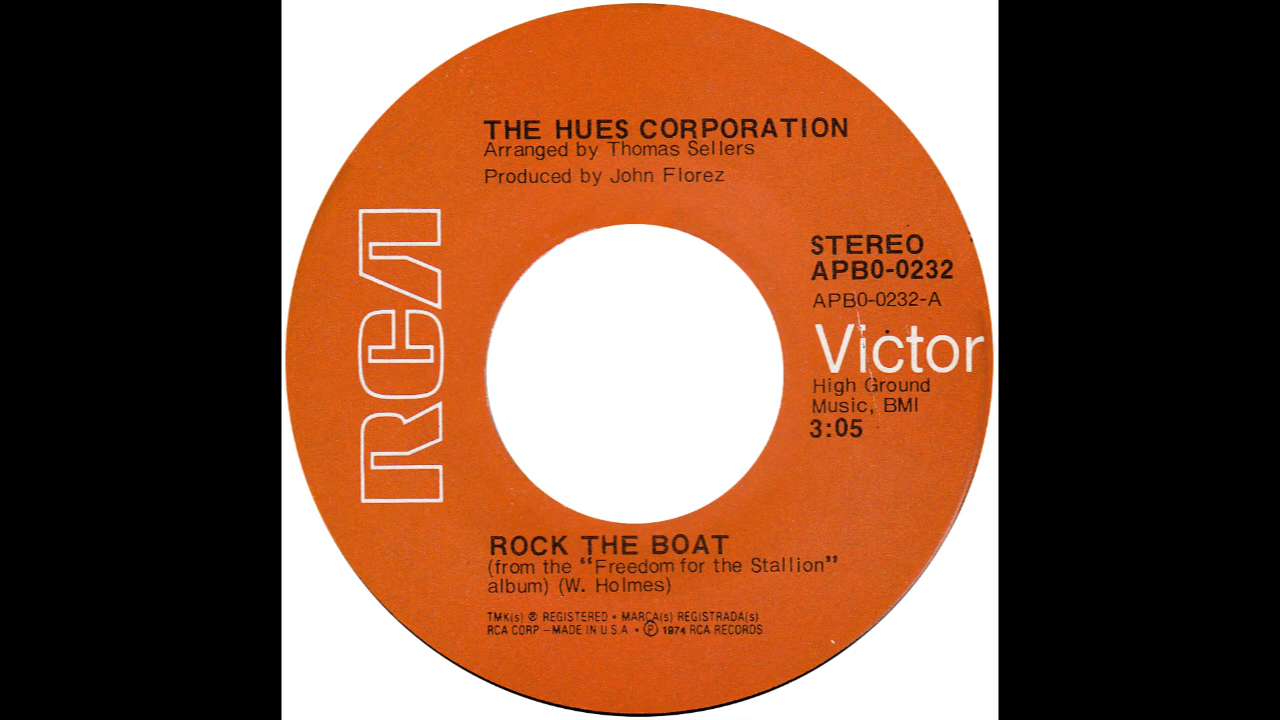 THE HUES CORPORATION
Arranged by Thomas Sellers
Produced by John Florez
RCA
STEREO
APB0-0232
APB0-0232-A
Victor
High Ground
Music, BMI
3:05
ROCK THE BOAT
(from the “Freedom for the Stallion”
album) (W. Holmes)
TMK(s) ® REGISTERED • MARCA(s) REGISTRADA(s)
RCA CORP –MADE IN U.S.A • ℗ 1974 RCA RECORDS